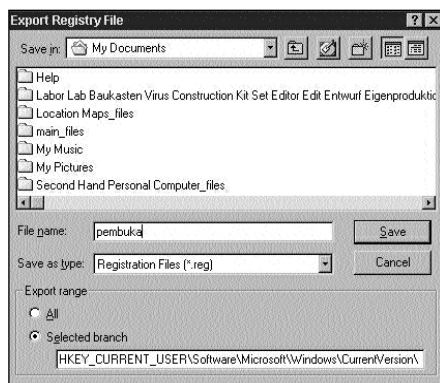 Export Registry File
Save in: My Documents
Help
Labor Lab Baukasten Virus Construction Kit Set Editor Edit Entwurf Eigenproduktio
Location Maps_files
main_files
My Music
My Pictures
Second Hand Personal Computer_files
File name: pembuka Save
Save as type: Registration Files (*.reg) Cancel
Export range
All
Selected branch
HKEY_CURRENT_USER\Software\Microsoft\Windows\CurrentVersion\